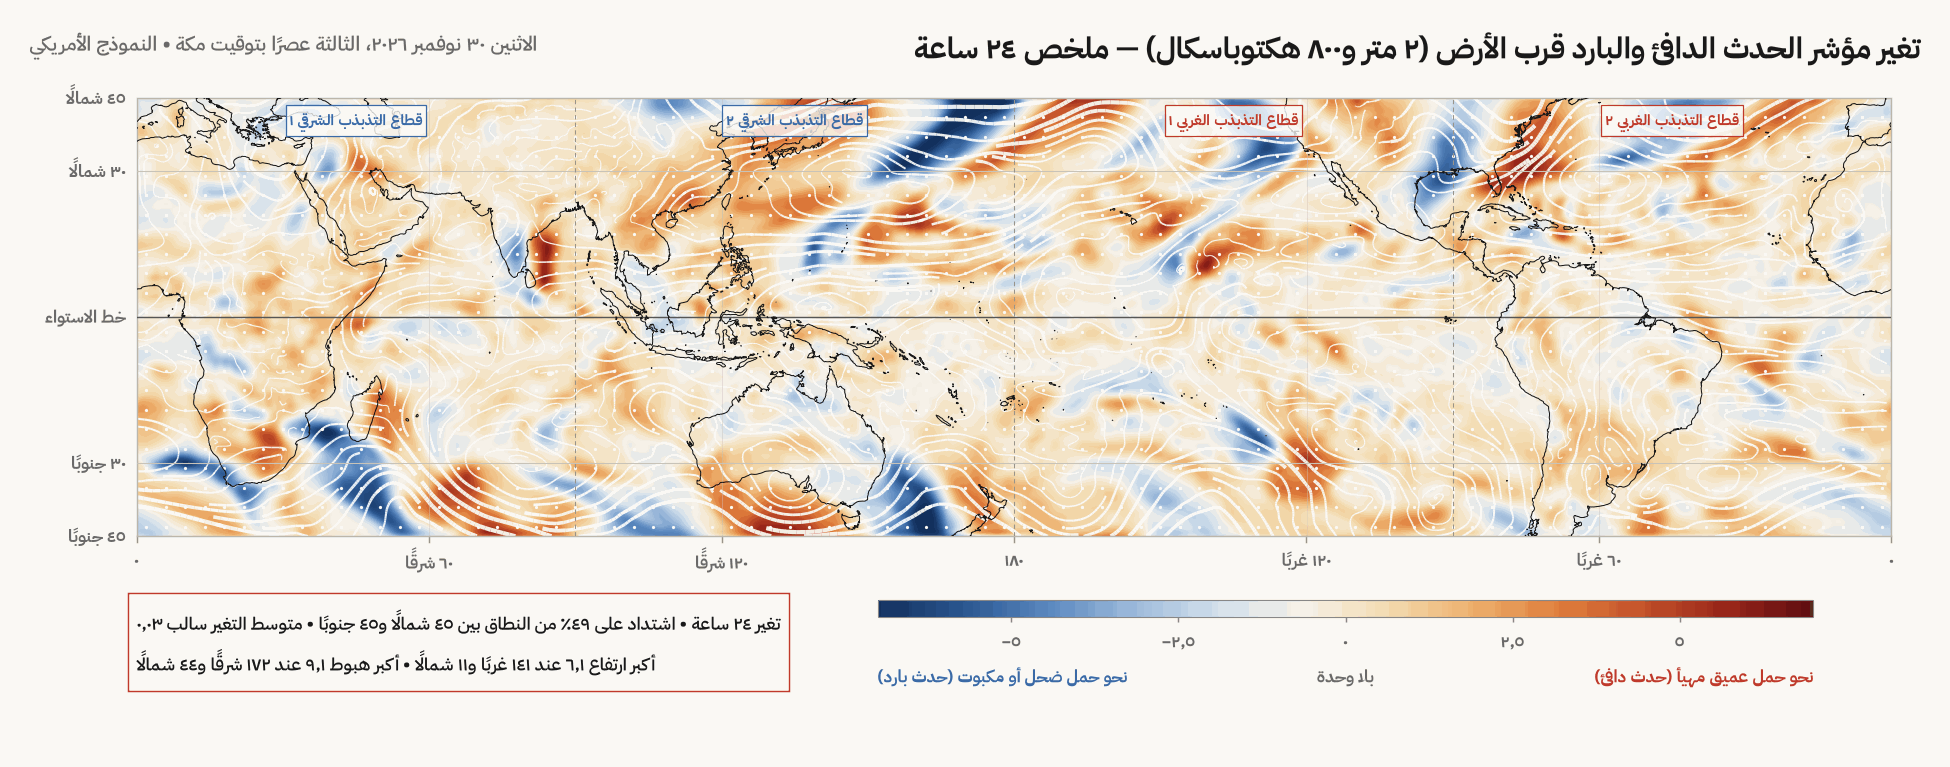 تغير مؤشر الحدث الدافئ والبارد قرب الأرض (٢ متر و٨٠٠ هكتوباسكال) — ملخص ٢٤ ساعة
الاثنين ٣٠ نوفمبر ٢٠٢٦، الثالثة عصرًا بتوقيت مكة • النموذج الأمريكي
قطاع التذبذب الشرقي ١
قطاع التذبذب الشرقي ٢
قطاع التذبذب الغربي ١
قطاع التذبذب الغربي ٢
٤٥ شمالًا
٣٠ شمالًا
خط الاستواء
٣٠ جنوبًا
٤٥ جنوبًا
٠
٦٠ شرقًا
١٢٠ شرقًا
١٨٠
١٢٠ غربًا
٦٠ غربًا
٠
تغير ٢٤ ساعة • اشتداد على ٤٩٪ من النطاق بين ٤٥ شمالًا و٤٥ جنوبًا • متوسط التغير سالب ٠٫٠٣
أكبر ارتفاع ٦٫١ عند ١٤١ غربًا و١١ شمالًا • أكبر هبوط ٩٫١ عند ١٧٢ شرقًا و٤٤ شمالًا
−٥
−٢٫٥
٠
٢٫٥
٥
نحو حمل ضحل أو مكبوت (حدث بارد)
بلا وحدة
نحو حمل عميق مهيأ (حدث دافئ)